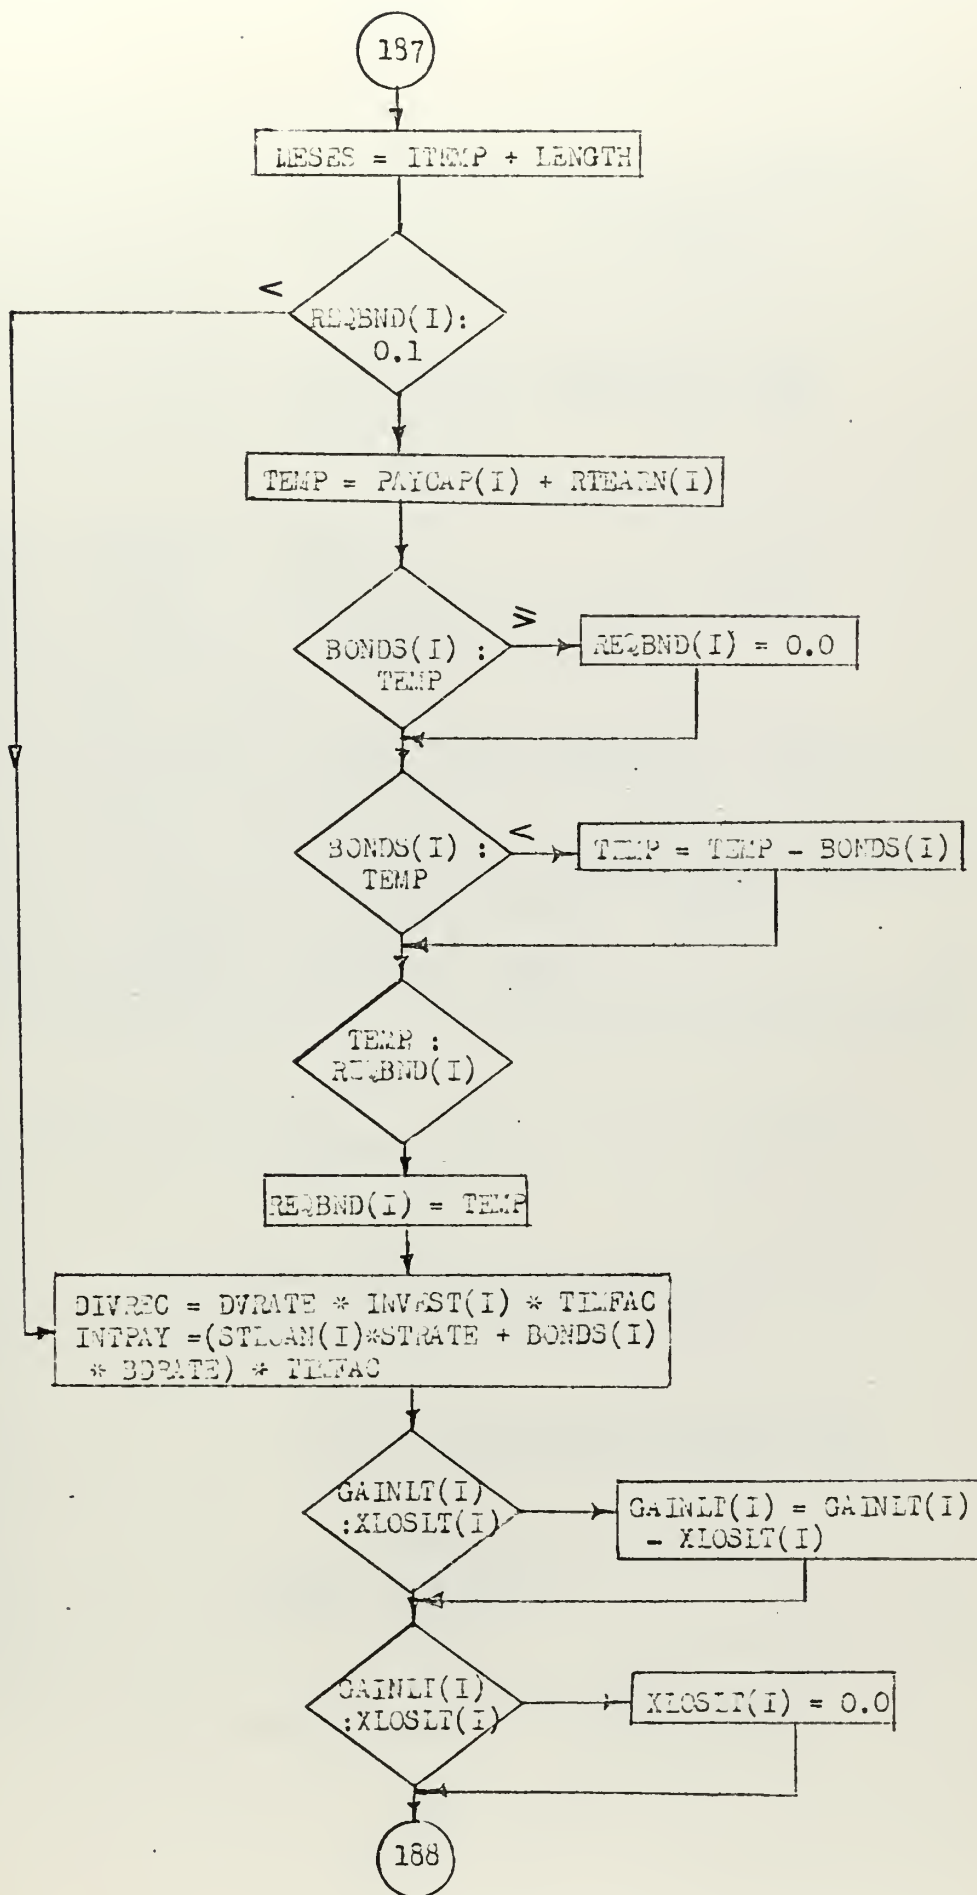 187
MESES = ITEMP + LENGTH
<
REQBND(I):
0.1
TEMP = PAYCAP(I) + RTEARN(I)
BONDS(I) :
TEMP
≥
REQBND(I) = 0.0
BONDS(I) :
TEMP
<
TEMP = TEMP - BONDS(I)
TEMP :
REQBND(I)
REQBND(I) = TEMP
DIVREC = DVRATE * INVEST(I) * TIMFAC
INTPAY =(STLOAN(I)*STRATE + BONDS(I)
* BDRATE) * TIMFAC
GAINLT(I)
:XLOSLT(I)
GAINLT(I) = GAINLT(I)
- XLOSLT(I)
GAINLT(I)
:XLOSLT(I)
XLOSLT(I) = 0.0
188